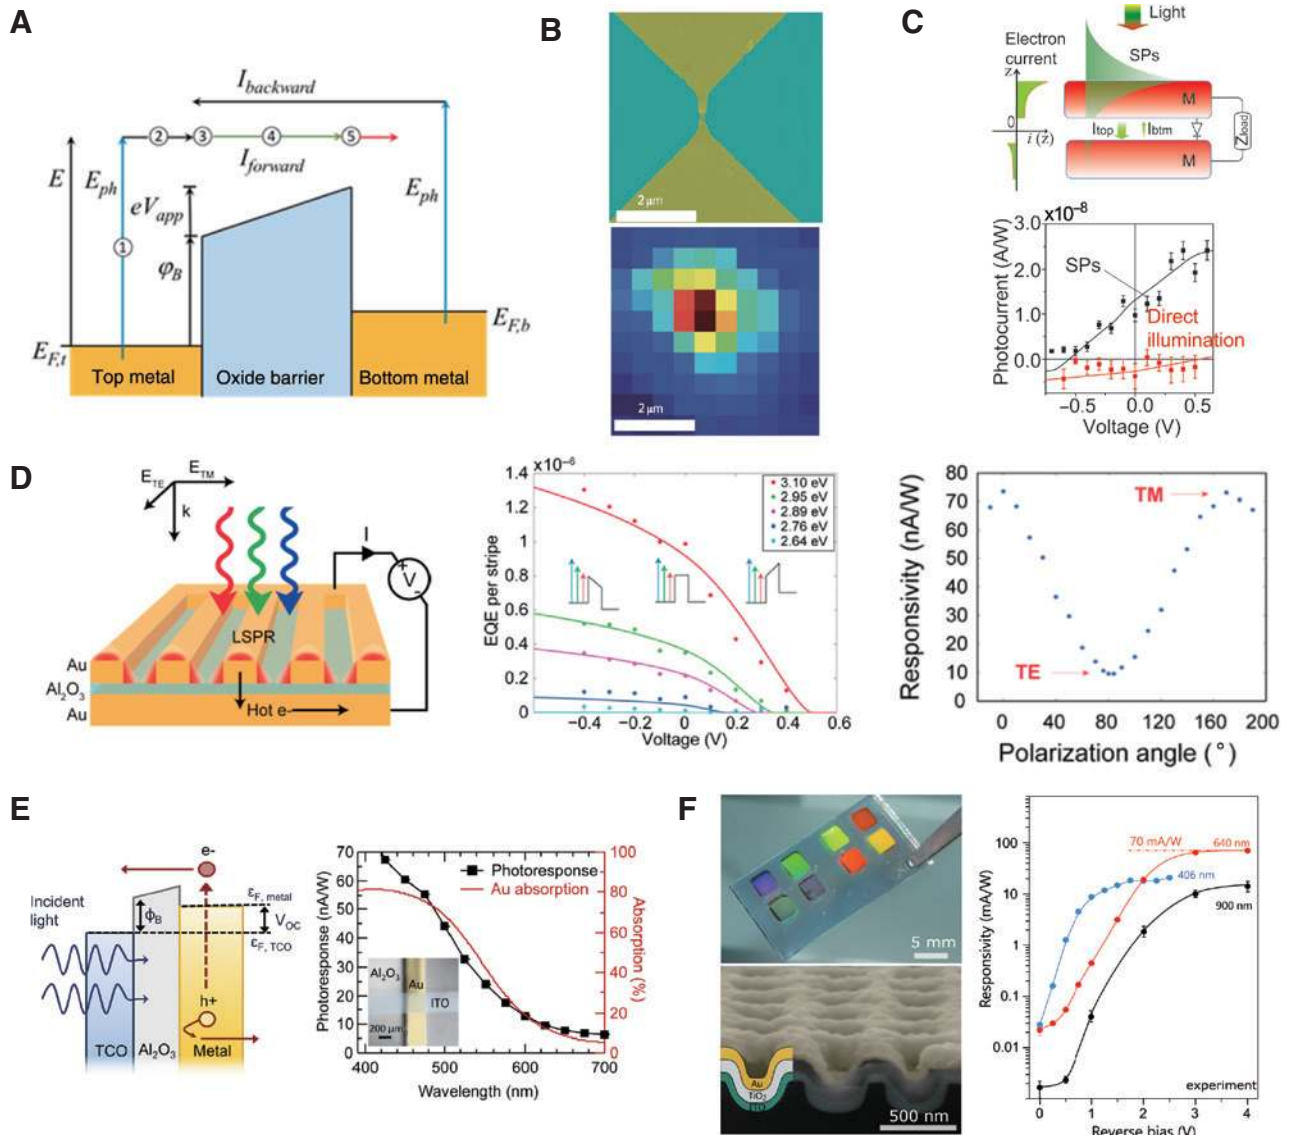 A
I_backward
② ③ ④ ⑤
I_forward
E
E_ph
eV_app
E_ph
①
φ_B
E_F,b
E_F,t
Top metal
Oxide barrier
Bottom metal
B
2 μm
2 μm
C
Light
Electron
current
SPs
z
M
0
I_top
I_btm
Z_load
i (z)
M
x10⁻⁸
3.0
2.0
1.0
0.0
SPs
Direct
illumination
Photocurrent (A/W)
−0.5
0.0
0.5
Voltage (V)
D
E_TE
E_TM
k
I
+
V
-
LSPR
Au
Al₂O₃
Au
Hot e-
x10⁻⁶
1.4
1.2
1
0.8
0.6
0.4
0.2
0
EQE per stripe
3.10 eV
2.95 eV
2.89 eV
2.76 eV
2.64 eV
−0.4
−0.2
0
0.2
0.4
0.6
Voltage (V)
80
70
60
50
40
30
20
10
0
Responsivity (nA/W)
TM
TE
0
40
80
120
160
200
Polarization angle (°)
E
e-
Incident
light
ε_F, metal
ϕ_B
V_OC
ε_F, TCO
h+
TCO
Al₂O₃
Metal
70
60
50
40
30
20
10
0
Photoresponse (nA/W)
Photoresponse
Au absorption
100
80
60
40
20
0
Absorption (%)
Al₂O₃
Au
ITO
200 μm
400
450
500
550
600
650
700
Wavelength (nm)
F
5 mm
Au
TiO₂
ITO
500 nm
100
10
1
0.1
0.01
Responsivity (mA/W)
70 mA/W
640 nm
406 nm
900 nm
experiment
0
1
2
3
4
Reverse bias (V)